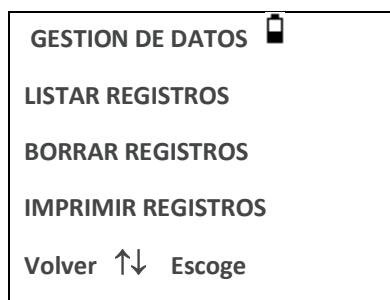 GESTION DE DATOS
LISTAR REGISTROS
BORRAR REGISTROS
IMPRIMIR REGISTROS
Volver ↑↓ Escoge